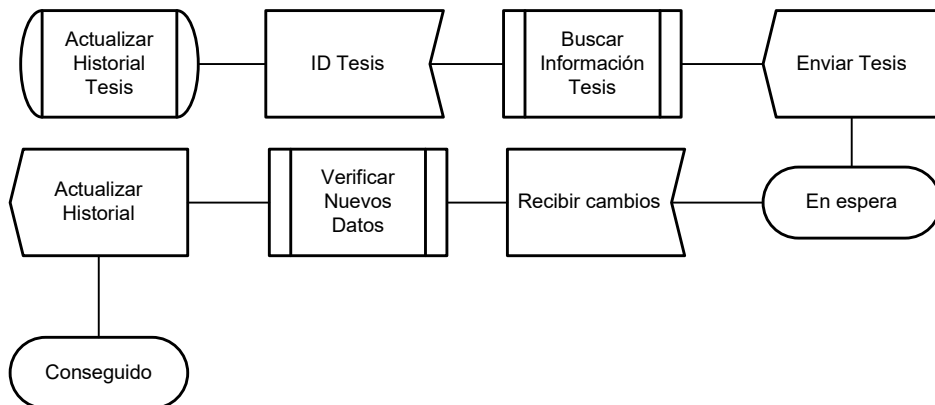 Actualizar
Historial
Tesis
ID Tesis
Buscar
Información
Tesis
Enviar Tesis
Actualizar
Historial
Verificar
Nuevos
Datos
Recibir cambios
En espera
Conseguido